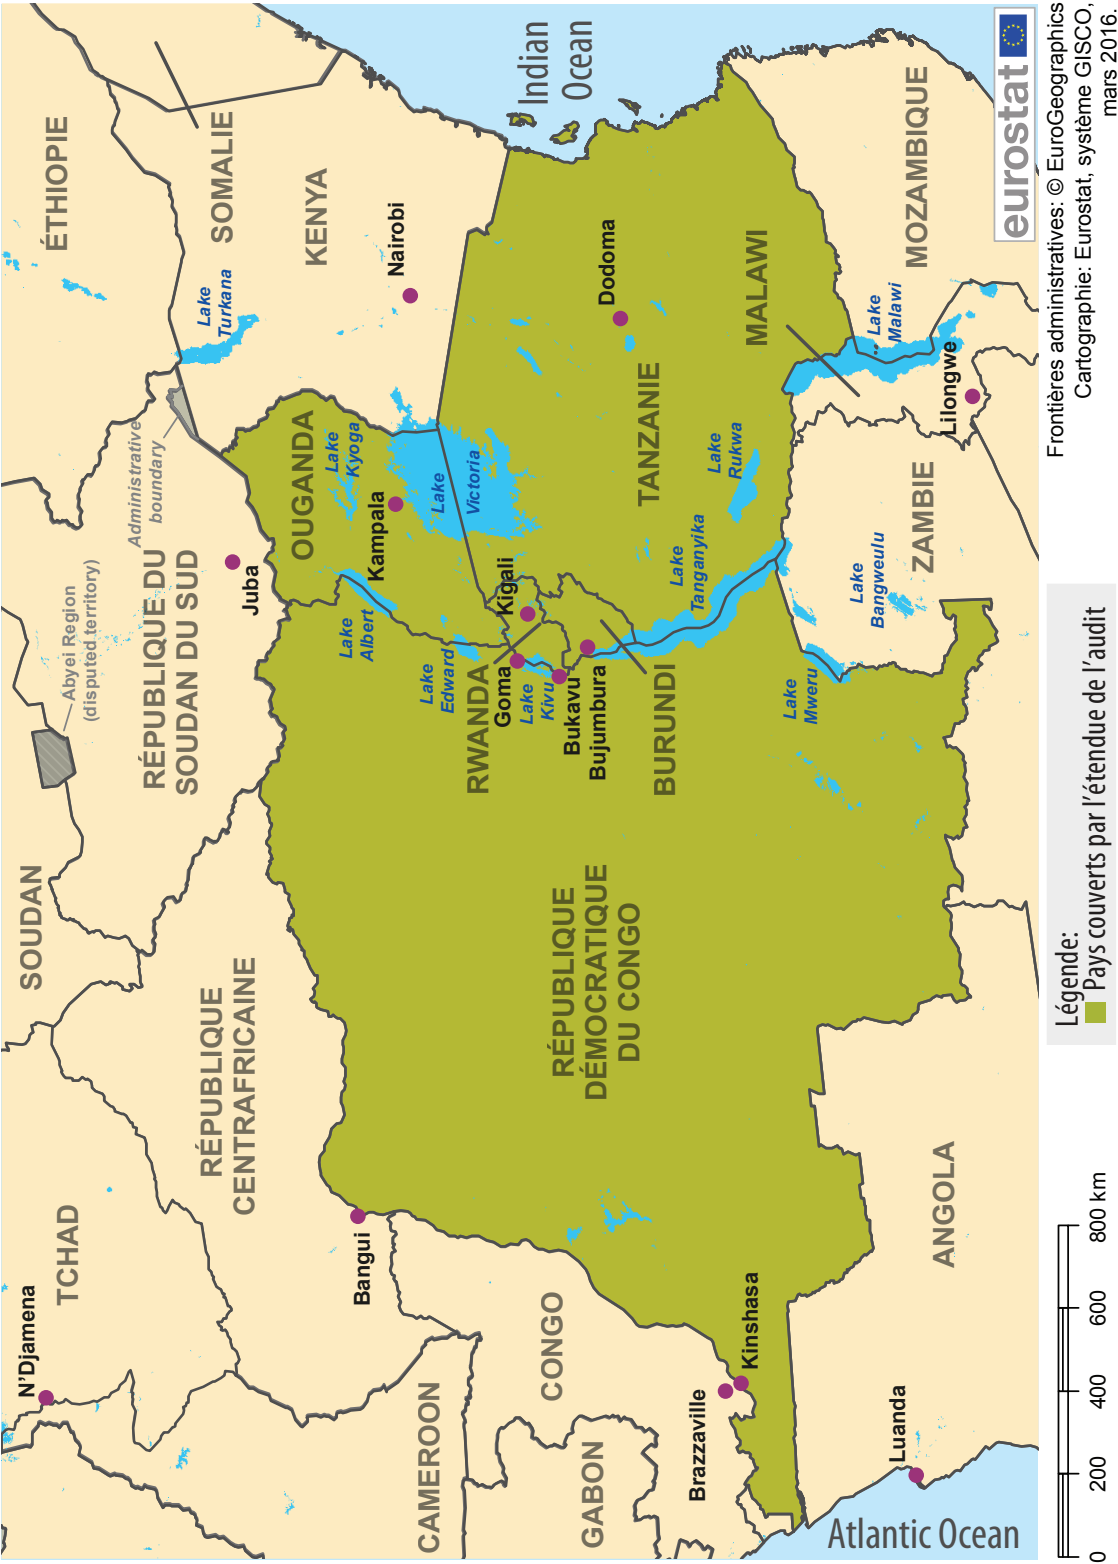 N'Djamena
TCHAD
SOUDAN
ÉTHIOPIE
Abyei Region
(disputed territory)
Administrative
boundary
RÉPUBLIQUE DU
SOUDAN DU SUD
Juba
Lake
Turkana
SOMALIE
KENYA
Nairobi
RÉPUBLIQUE
CENTRAFRICAINE
Bangui
OUGANDA
Lake
Kyoga
Kampala
Lake
Albert
Lake
Edward
Lake
Victoria
CAMEROON
CONGO
GABON
RWANDA
Kigali
Goma
Lake
Kivu
Bukavu
Bujumbura
BURUNDI
RÉPUBLIQUE
DÉMOCRATIQUE
DU CONGO
Indian
Ocean
Dodoma
TANZANIE
Lake
Tanganyika
Lake
Rukwa
MALAWI
Brazzaville
Kinshasa
Lake
Mweru
Lake
Bangweulu
ZAMBIE
Lake
Malawi
Lilongwe
MOZAMBIQUE
Luanda
ANGOLA
Atlantic Ocean
eurostat
0 200 400 600 800 km
Légende:
Pays couverts par l'étendue de l'audit
Frontières administratives: © EuroGeographics
Cartographie: Eurostat, système GISCO,
mars 2016.